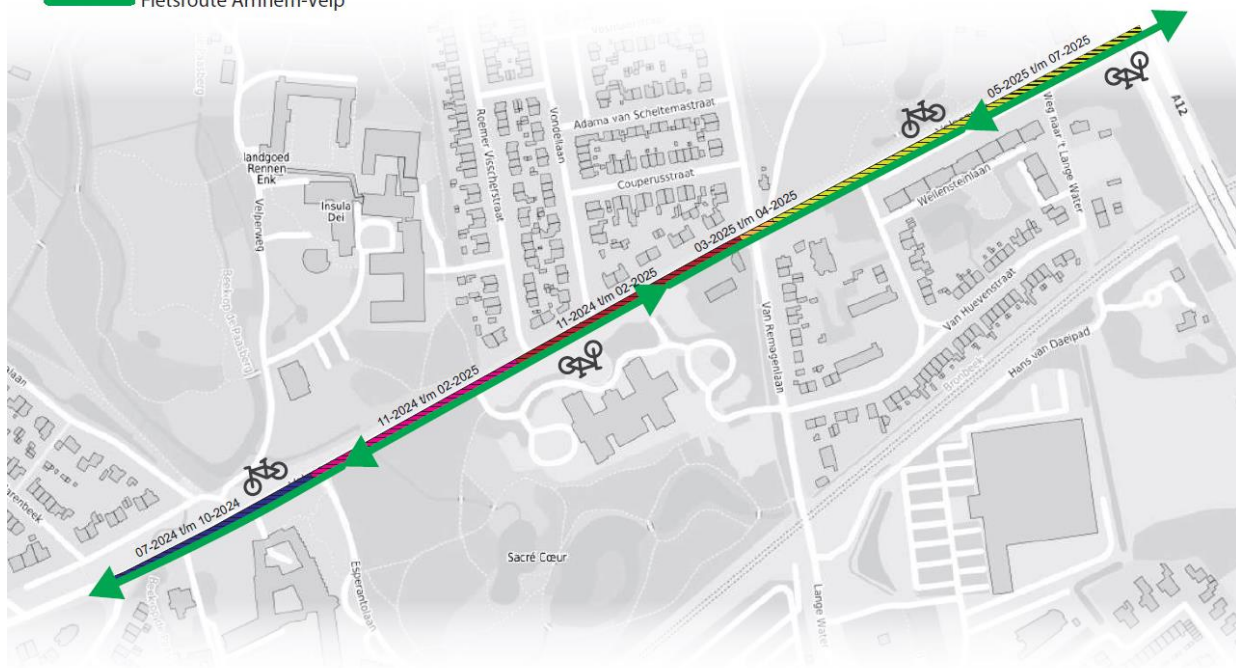 Fietsroute Arnhem-Velp
05-2025 t/m 07-2025
A12
Weg naar 't Lange Water
Roemer Visscherstraat
Vondellaan
Adama van Scheltemastraat
landgoed
Rennen
Enk
Insula
Dei
Velperweg
Couperusstraat
Wellensteinlaan
03-2025 t/m 04-2025
11-2024 t/m 02-2025
Van Remagenlaan
Van Huevenstraat
Bronbeek
Hans van Daelpad
11-2024 t/m 02-2025
07-2024 t/m 10-2024
Sacré Cœur
Esperantolaan
Lange Water